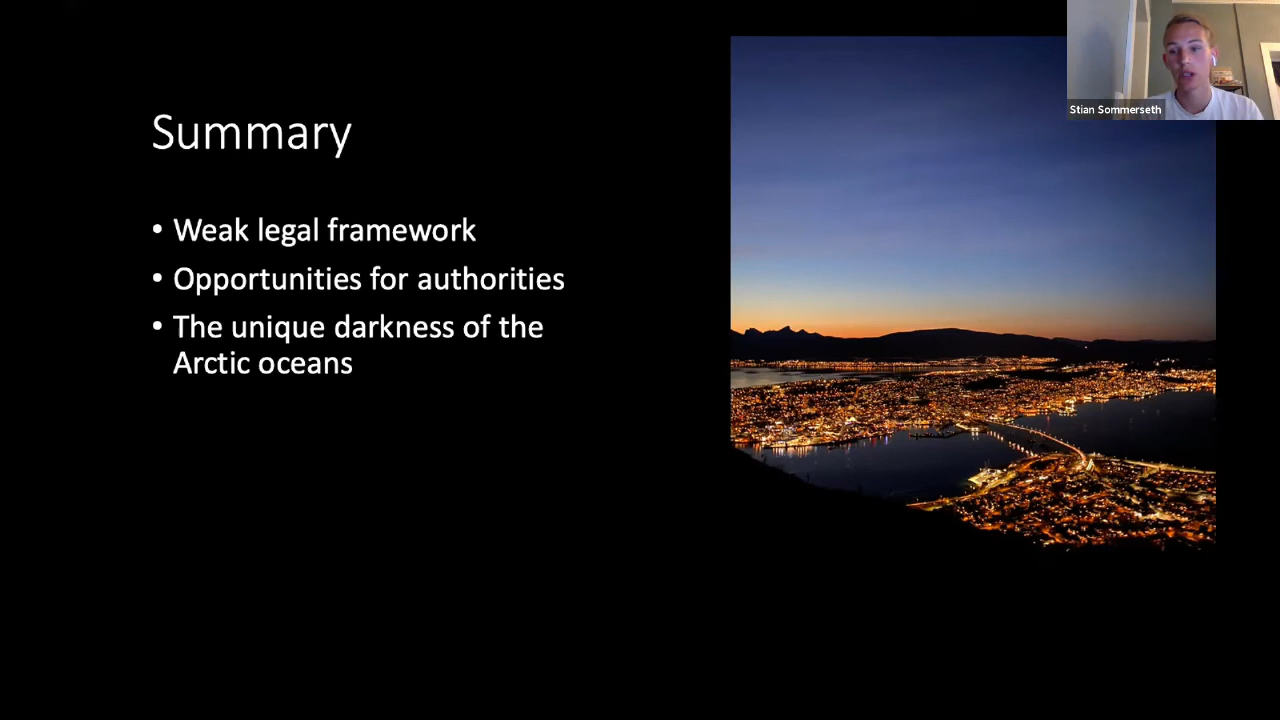 Summary
• Weak legal framework
• Opportunities for authorities
• The unique darkness of the
Arctic oceans
Stian Sommerseth